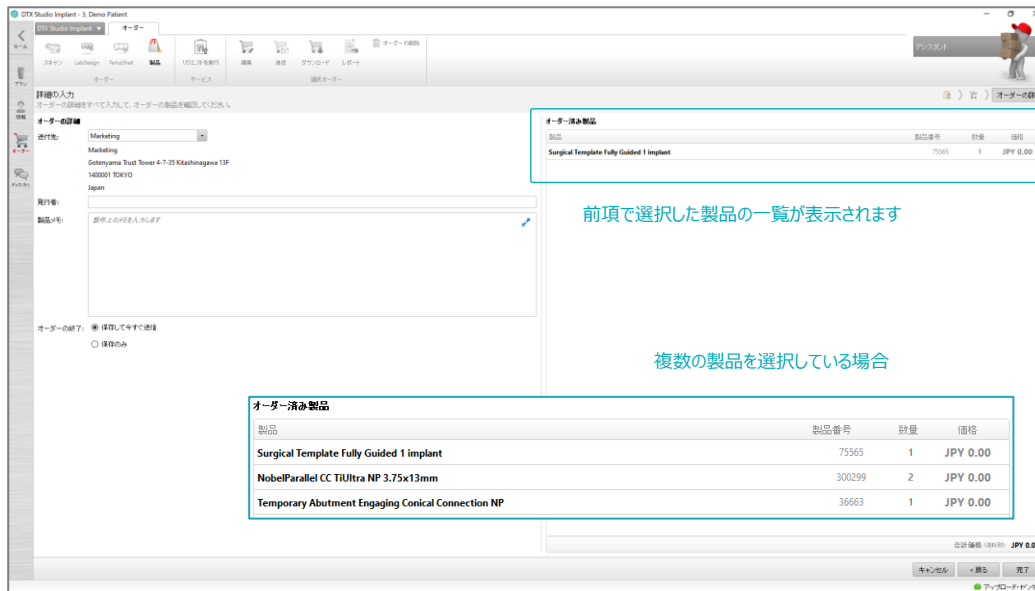 DTX Studio Implant - 3, Demo Patient
DTX Studio Implant
オーダー
ホーム
スキャン
LabDesign
TempShell
製品
リクエストを発行
編集
送信
ダウンロード
レポート
オーダーの削除
オーダー
サービス
選択オーダー
アシスタント
プラン
情報
オーダー
詳細の入力
オーダーの詳細をすべて入力して、オーダーの製品を確認してください。
オーダーの詳細
送付先:
Marketing
Marketing
Gotenyama Trust Tower 4-7-35 Kitashinagawa 13F
1400001 TOKYO
Japan
発行者:
製品メモ:
製作上のメモを入力します
オーダーの終了:
保存して今すぐ送信
保存のみ
オーダー済み製品
製品 製品番号 数量 価格
Surgical Template Fully Guided 1 implant 75565 1 JPY 0.00
前項で選択した製品の一覧が表示されます
複数の製品を選択している場合
オーダー済み製品
製品 製品番号 数量 価格
Surgical Template Fully Guided 1 implant 75565 1 JPY 0.00
NobelParallel CC TiUltra NP 3.75x13mm 300299 2 JPY 0.00
Temporary Abutment Engaging Conical Connection NP 36663 1 JPY 0.00
合計価格 JPY 0.0
キャンセル <戻る 完了